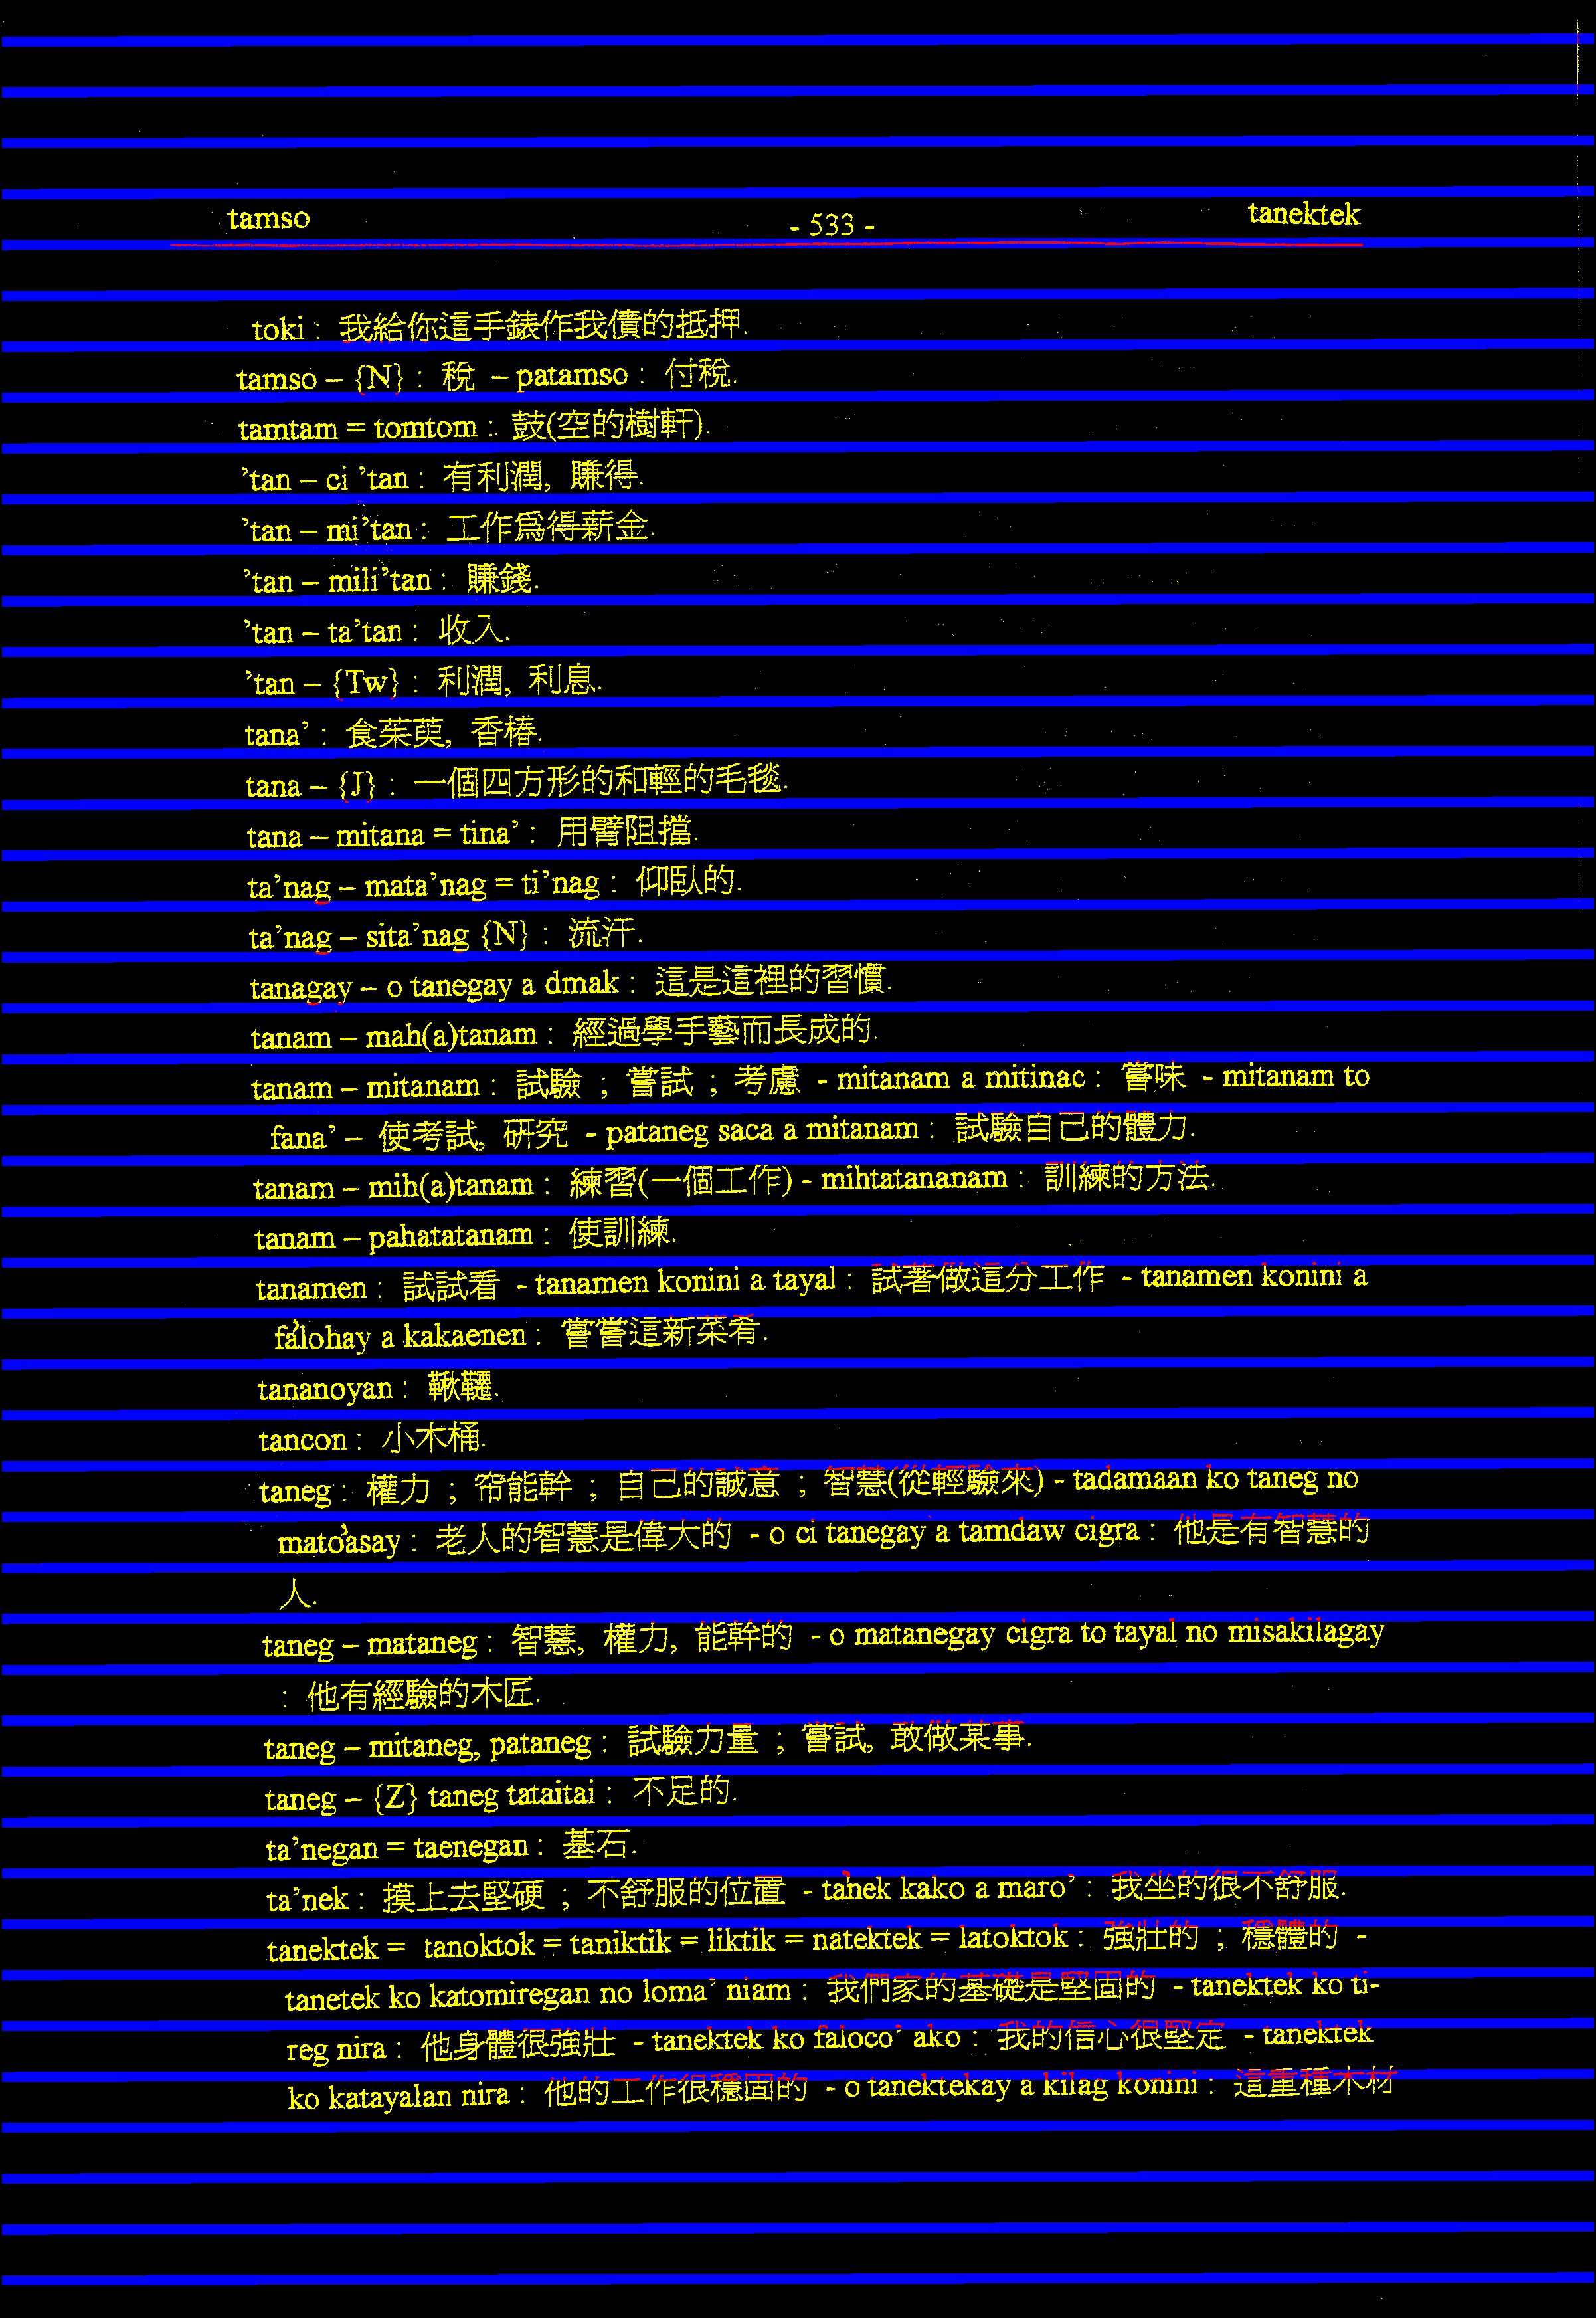 tamso - 533 - tanektek
toki : 我給你這手錶作我債的抵押.
tamso – {N} : 稅 – patamso : 付稅.
tamtam = tomtom : 鼓(空的樹軒).
’tan – ci ’tan : 有利潤, 賺得.
’tan – mi’tan : 工作爲得薪金.
’tan – mili’tan : 賺錢.
’tan – ta’tan : 收入.
’tan – {Tw} : 利潤, 利息.
tana’ : 食茱萸, 香椿.
tana – {J} : 一個四方形的和輕的毛毯.
tana – mitana = tina’ : 用臂阻擋.
ta’nag – mata’nag = ti’nag : 仰臥的.
ta’nag – sita’nag {N} : 流汗.
tanagay – o tanegay a dmak : 這是這裡的習慣.
tanam – mah(a)tanam : 經過學手藝而長成的.
tanam – mitanam : 試驗 ; 嘗試 ; 考慮 - mitanam a mitinac : 嘗味 - mitanam to
fana’ – 使考試, 研究 - pataneg saca a mitanam : 試驗自己的體力.
tanam – mih(a)tanam : 練習(一個工作) - mihtatananam : 訓練的方法.
tanam – pahatatanam : 使訓練.
tanamen : 試試看 - tanamen konini a tayal : 試著做這分工作 - tanamen konini a
fa’lohay a kakaenen : 嘗嘗這新菜肴.
tananoyan : 鞦韆.
tancon : 小木桶.
taneg : 權力 ; 帘能幹 ; 自己的誠意 ; 智慧(從輕驗來) - tadamaan ko taneg no
mato’asay : 老人的智慧是偉大的 - o ci tanegay a tamdaw cigra : 他是有智慧的
人.
taneg – mataneg : 智慧, 權力, 能幹的 - o matanegay cigra to tayal no misakilagay
: 他有經驗的木匠.
taneg – mitaneg, pataneg : 試驗力量 ; 嘗試, 敢做某事.
taneg – {Z} taneg tataitai : 不足的.
ta’negan = taenegan : 基石.
ta’nek : 摸上去堅硬 ; 不舒服的位置 - ta’nek kako a maro’ : 我坐的很不舒服.
tanektek = tanoktok = taniktik = liktik = natektek = latoktok : 強壯的 ; 穩體的 -
tanetek ko katomiregan no loma’ niam : 我們家的基礎是堅固的 - tanektek ko ti-
reg nira : 他身體很強壯 - tanektek ko faloco’ ako : 我的信心很堅定 - tanektek
ko katayalan nira : 他的工作很穩固的 - o tanektekay a kilag konini : 這重種木材